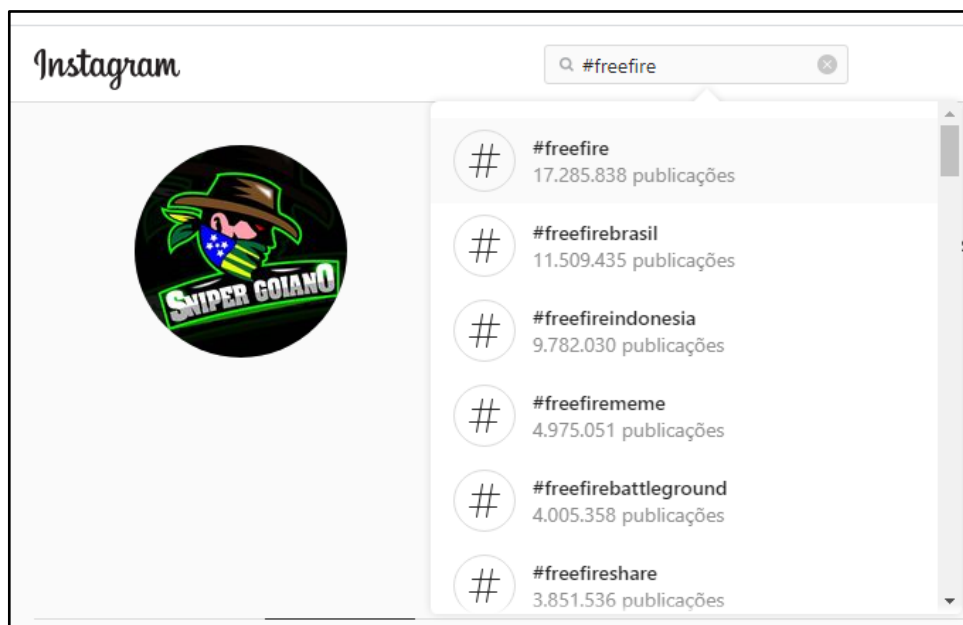 Instagram
#freefire
#freefire
17.285.838 publicações
#freefirebrasil
11.509.435 publicações
#freefireindonesia
9.782.030 publicações
#freefirememe
4.975.051 publicações
#freefirebattleground
4.005.358 publicações
#freefireshare
3.851.536 publicações
SNIPER GOIANO